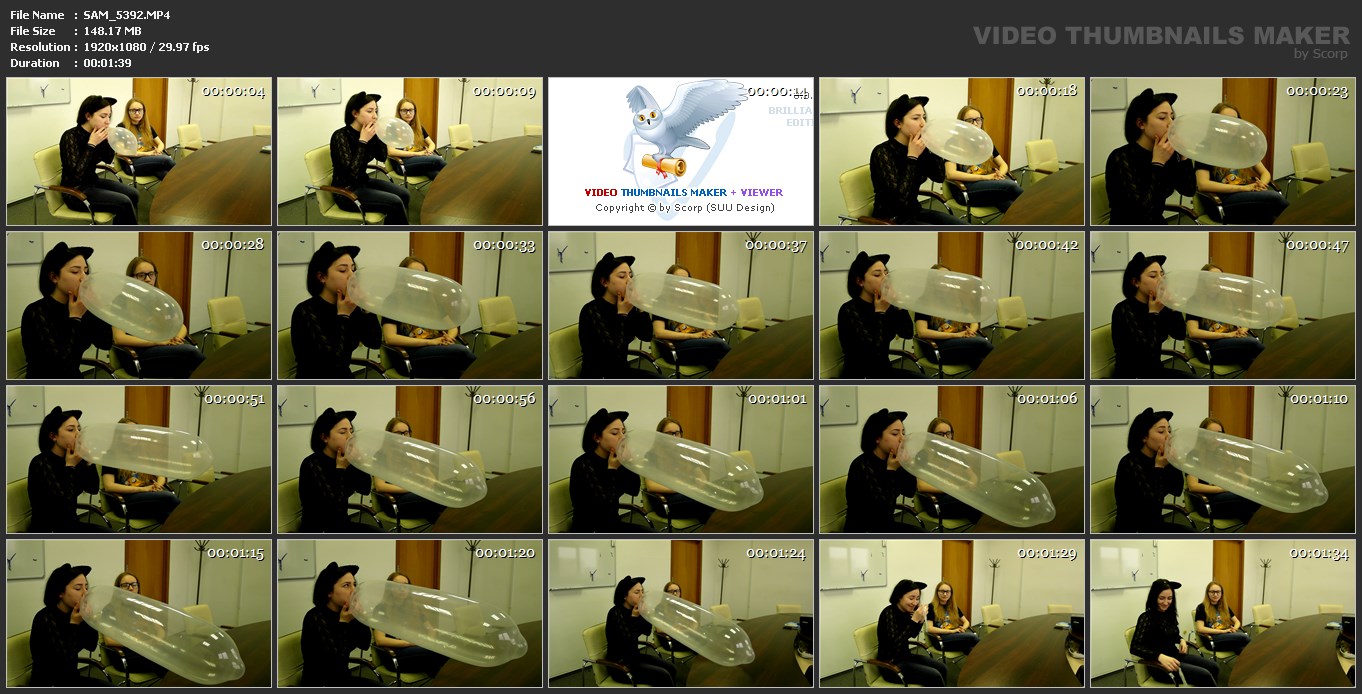 File Name : SAM_5392.MP4
File Size : 148.17 MB
Resolution : 1920x1080 / 29.97 fps
Duration : 00:01:39
VIDEO THUMBNAILS MAKER
by Scorp
00:00:04
00:00:09
00:00:14
BRILLIA
EDIT
VIDEO THUMBNAILS MAKER + VIEWER
Copyright © by Scorp (SUU Design)
00:00:18
00:00:23
00:00:28
00:00:33
00:00:37
00:00:42
00:00:47
00:00:51
00:00:56
00:01:01
00:01:06
00:01:10
00:01:15
00:01:20
00:01:24
00:01:29
00:01:34